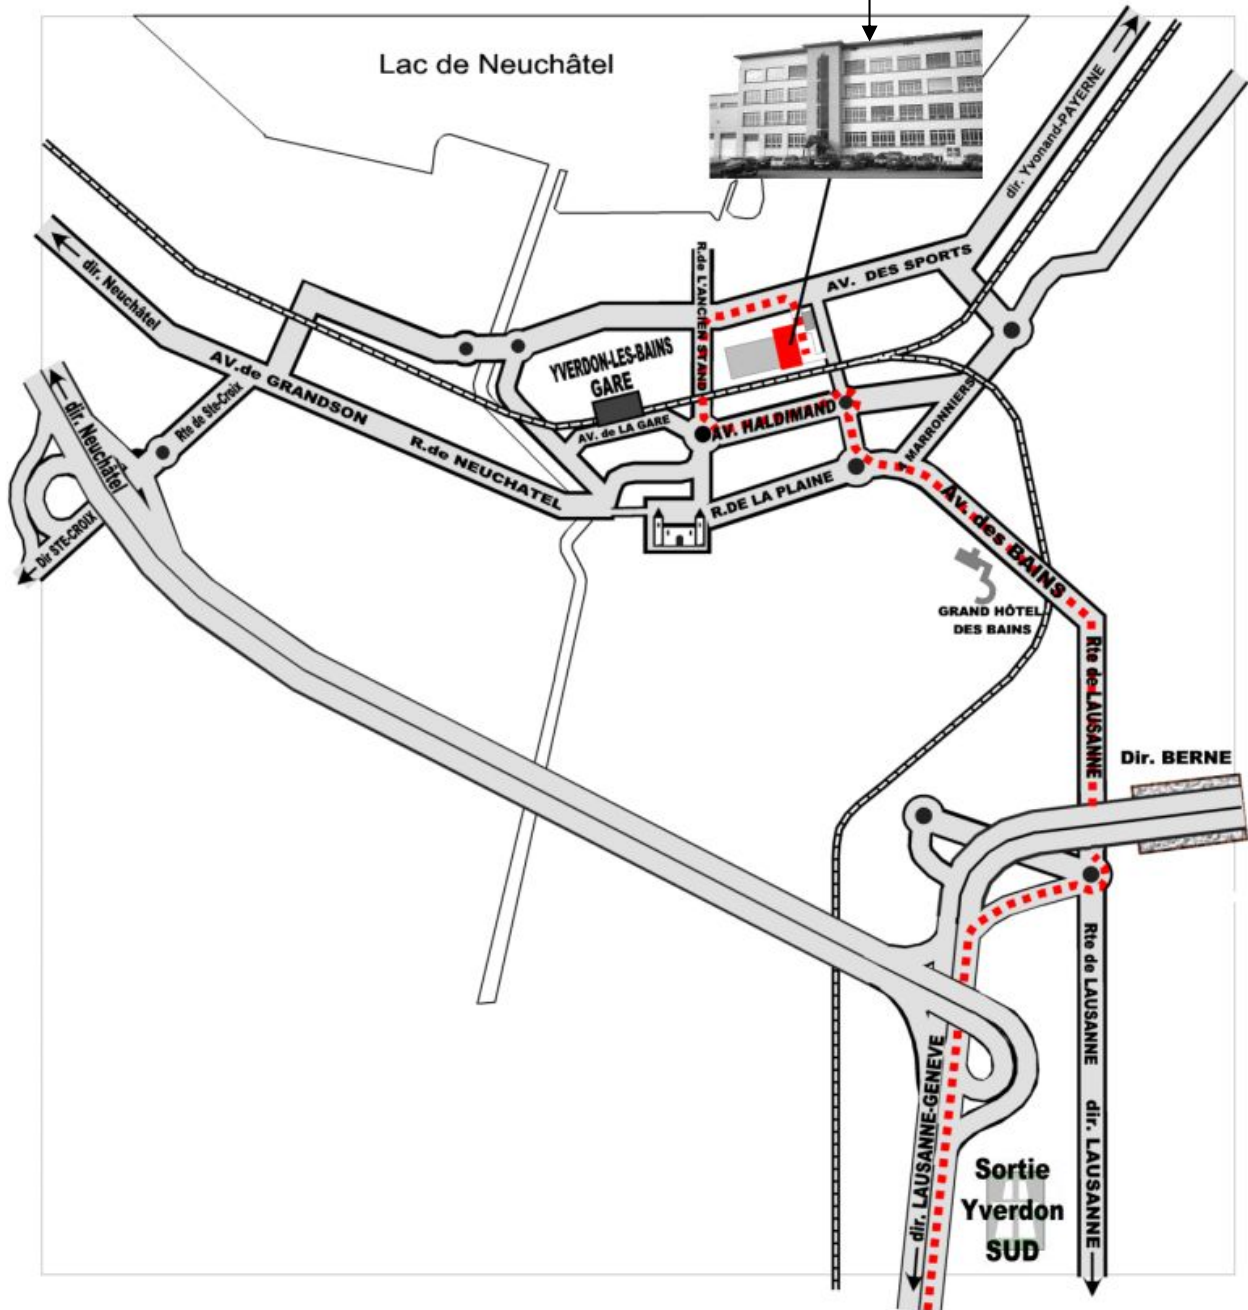 Lac de Neuchâtel
dir. Yvonand-PAYERNE
dir. Neuchâtel
R.de L'ANCIEN STAND
AV. DES SPORTS
YVERDON-LES-BAINS
GARE
AV.de GRANDSON
Rte de Ste-Croix
dir. Neuchâtel
AV. de LA GARE
AV. HALDIMAND
MARRONNIERS
R.de NEUCHATEL
R.DE LA PLAINE
Dir STE-CROIX
Av. des BAINS
GRAND HÔTEL
DES BAINS
Rte de LAUSANNE
Dir. BERNE
Rte de LAUSANNE
dir. LAUSANNE-GENEVE
dir. LAUSANNE
Sortie
Yverdon
SUD